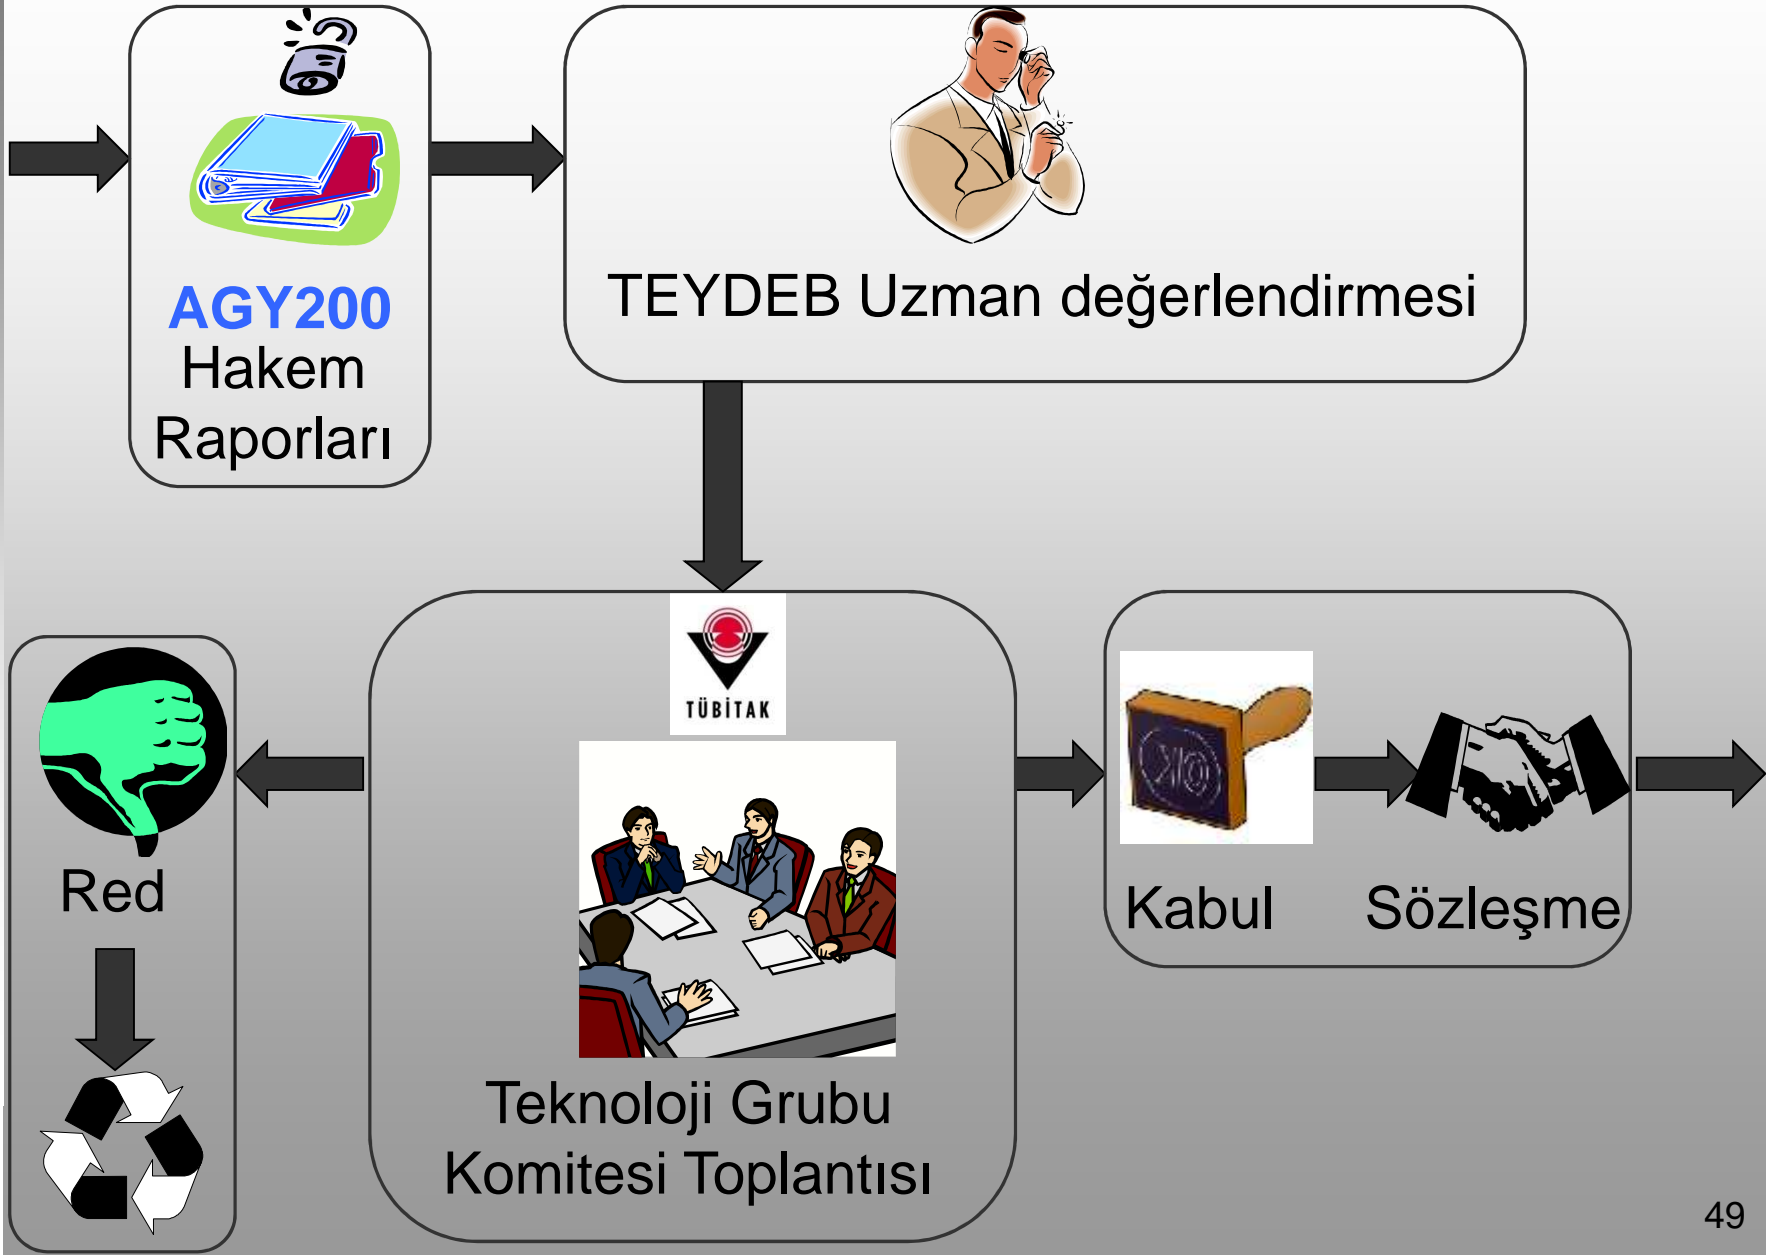 AGY200
Hakem
Raporları
TEYDEB Uzman değerlendirmesi
TÜBİTAK
Red
Teknoloji Grubu
Komitesi Toplantısı
Kabul
Sözleşme
49